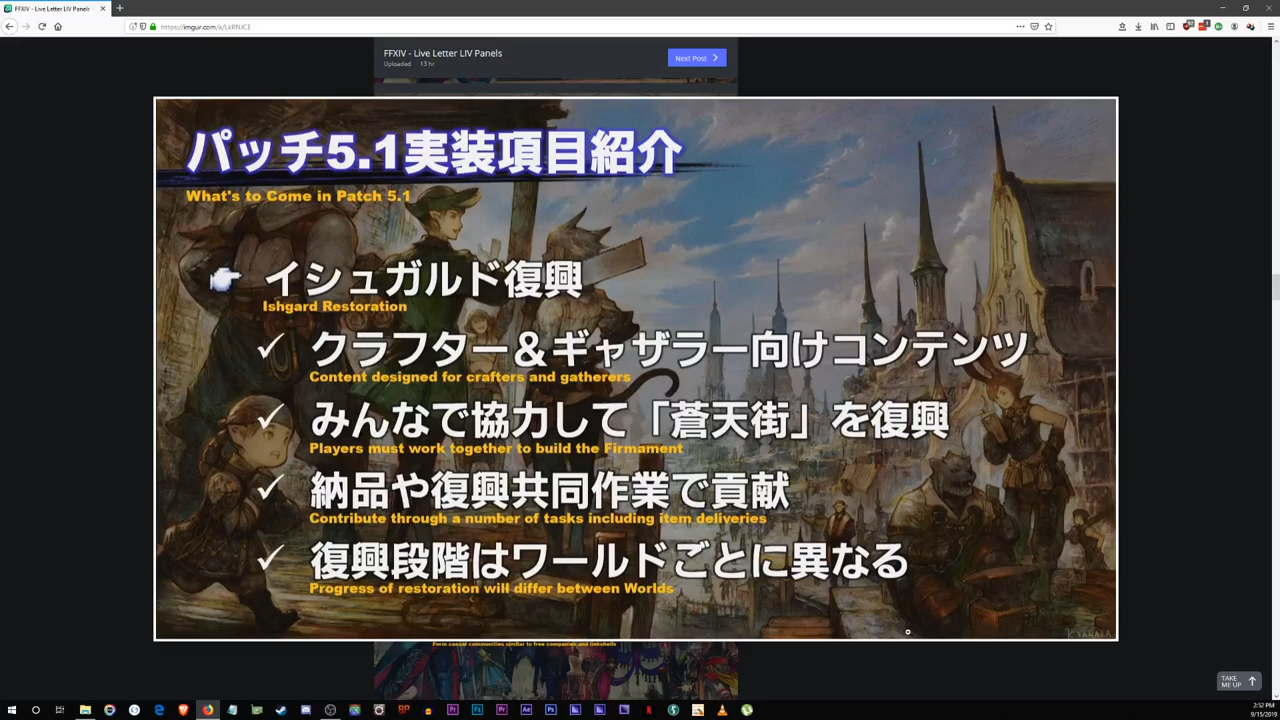 FFXIV - Live Letter LIV Panels
https://imgur.com/a/LkRNJCE
FFXIV - Live Letter LIV Panels
Uploaded 13 hr
Next Post
パッチ5.1実装項目紹介
What's to Come in Patch 5.1
イシュガルド復興
Ishgard Restoration
クラフター&ギャザラー向けコンテンツ
Content designed for crafters and gatherers
みんなで協力して「蒼天街」を復興
Players must work together to build the Firmament
納品や復興共同作業で貢献
Contribute through a number of tasks including item deliveries
復興段階はワールドごとに異なる
Progress of restoration will differ between Worlds
Form casual communities similar to free companies and linkshells
TAKE
ME UP
2:52 PM
9/15/2019